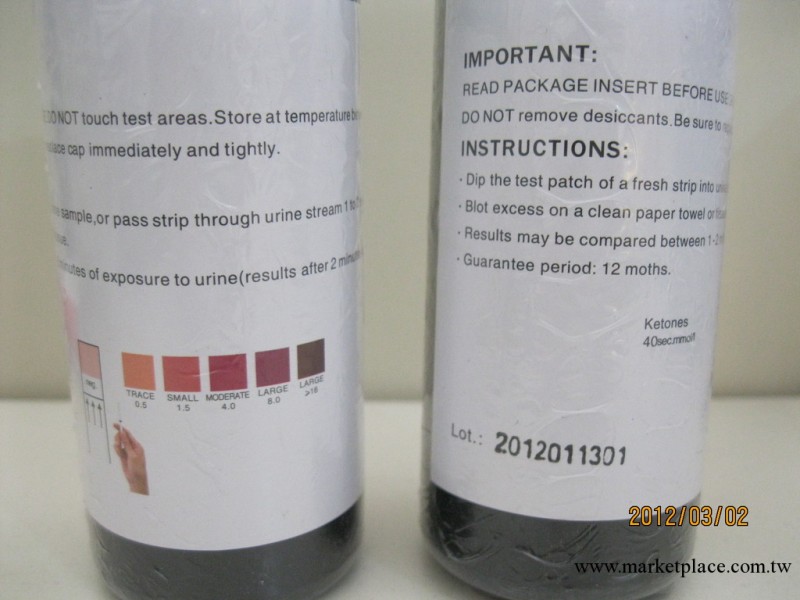 DO NOT touch test areas.Store at temperature
cap immediately and tightly.
sample,or pass strip through urine stream 1 to
of exposure to urine(results after 2 minutes
neg.
TRACE
0.5
SMALL
1.5
MODERATE
4.0
LARGE
8.0
LARGE
≥16
IMPORTANT:
READ PACKAGE INSERT BEFORE USE
DO NOT remove desiccants.Be sure to
INSTRUCTIONS:
· Dip the test patch of a fresh strip into
· Blot excess on a clean paper towel or
· Results may be compared between 1-2
· Guarantee period: 12 moths.
Ketones
40sec.mmol/l
Lot.: 2012011301
2012/03/02
www.marketplace.com.tw